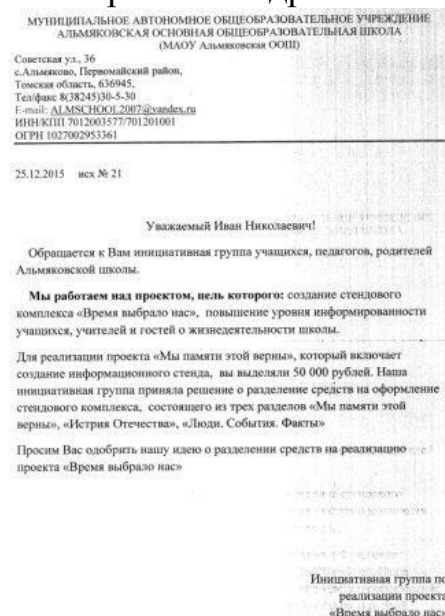 МУНИЦИПАЛЬНОЕ АВТОНОМНОЕ ОБЩЕОБРАЗОВАТЕЛЬНОЕ УЧРЕЖДЕНИЕ
АЛЬМЯКОВСКАЯ ОСНОВНАЯ ОБЩЕОБРАЗОВАТЕЛЬНАЯ ШКОЛА
(МАОУ Альмяковская ООШ)
Советская ул., 36
с.Альмяково, Первомайский район,
Томская область, 636945,
Тел/факс 8(38245)30-5-30
E-mail: ALMSCHOOL2007@yandex.ru
ИНН/КПП 7012003577/701201001
ОГРН 1027002953361
25.12.2015 исх № 21
Уважаемый Иван Николаевич!
Обращается к Вам инициативная группа учащихся, педагогов, родителей
Альмяковской школы.
Мы работаем над проектом, цель которого: создание стендового
комплекса «Время выбрало нас», повышение уровня информированности
учащихся, учителей и гостей о жизнедеятельности школы.
Для реализации проекта «Мы памяти этой верны», который включает
создание информационного стенда, вы выделяли 50 000 рублей. Наша
инициативная группа приняла решение о разделение средств на оформление
стендового комплекса, состоящего из трех разделов «Мы памяти этой
верны», «Истрия Отечества», «Люди. События. Факты»
Просим Вас одобрить нашу идею о разделении средств на реализацию
проекта «Время выбрало нас»
Инициативная группа по
реализации проекта
«Время выбрало нас»